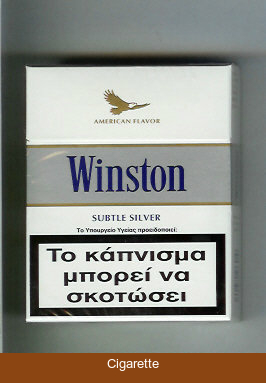 AMERICAN FLAVOR
Winston
SUBTLE SILVER
Το Υπουργείο Υγείας προειδοποιεί:
Το κάπνισμα
μπορεί να
σκοτώσει
Cigarette